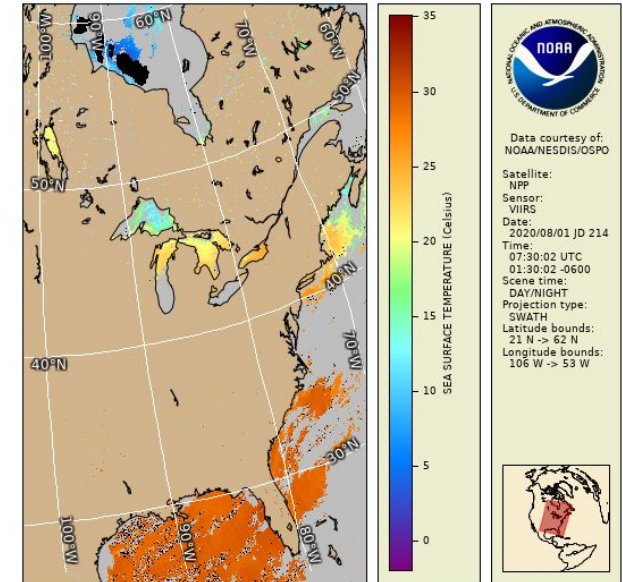 100°W
90°W
60°N
70°W
60°W
50°N
50°N
40°N
70°W
40°N
30°N
100°W
90°W
80°W
35
30
25
20
15
10
5
0
SEA SURFACE TEMPERATURE (Celsius)
NATIONAL OCEANIC AND ATMOSPHERIC ADMINISTRATION
NOAA
U.S. DEPARTMENT OF COMMERCE
Data courtesy of:
NOAA/NESDIS/OSPO
Satellite:
NPP
Sensor:
VIIRS
Date:
2020/08/01 JD 214
Time:
07:30:02 UTC
01:30:02 -0600
Scene time:
DAY/NIGHT
Projection type:
SWATH
Latitude bounds:
21 N -> 62 N
Longitude bounds:
106 W -> 53 W